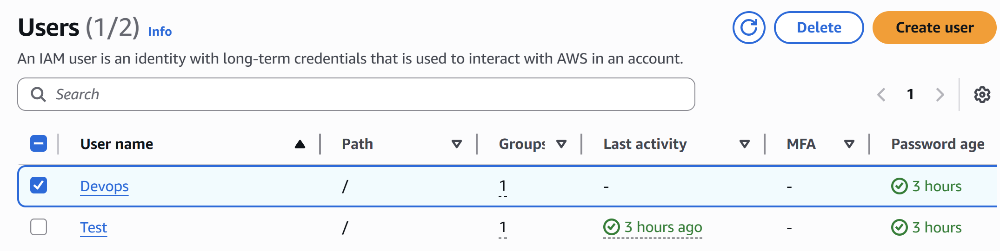 Users (1/2) Info
Delete
Create user
An IAM user is an identity with long-term credentials that is used to interact with AWS in an account.
Search
1
User name Path Groups Last activity MFA Password age
Devops / 1 - - 3 hours
Test / 1 3 hours ago - 3 hours